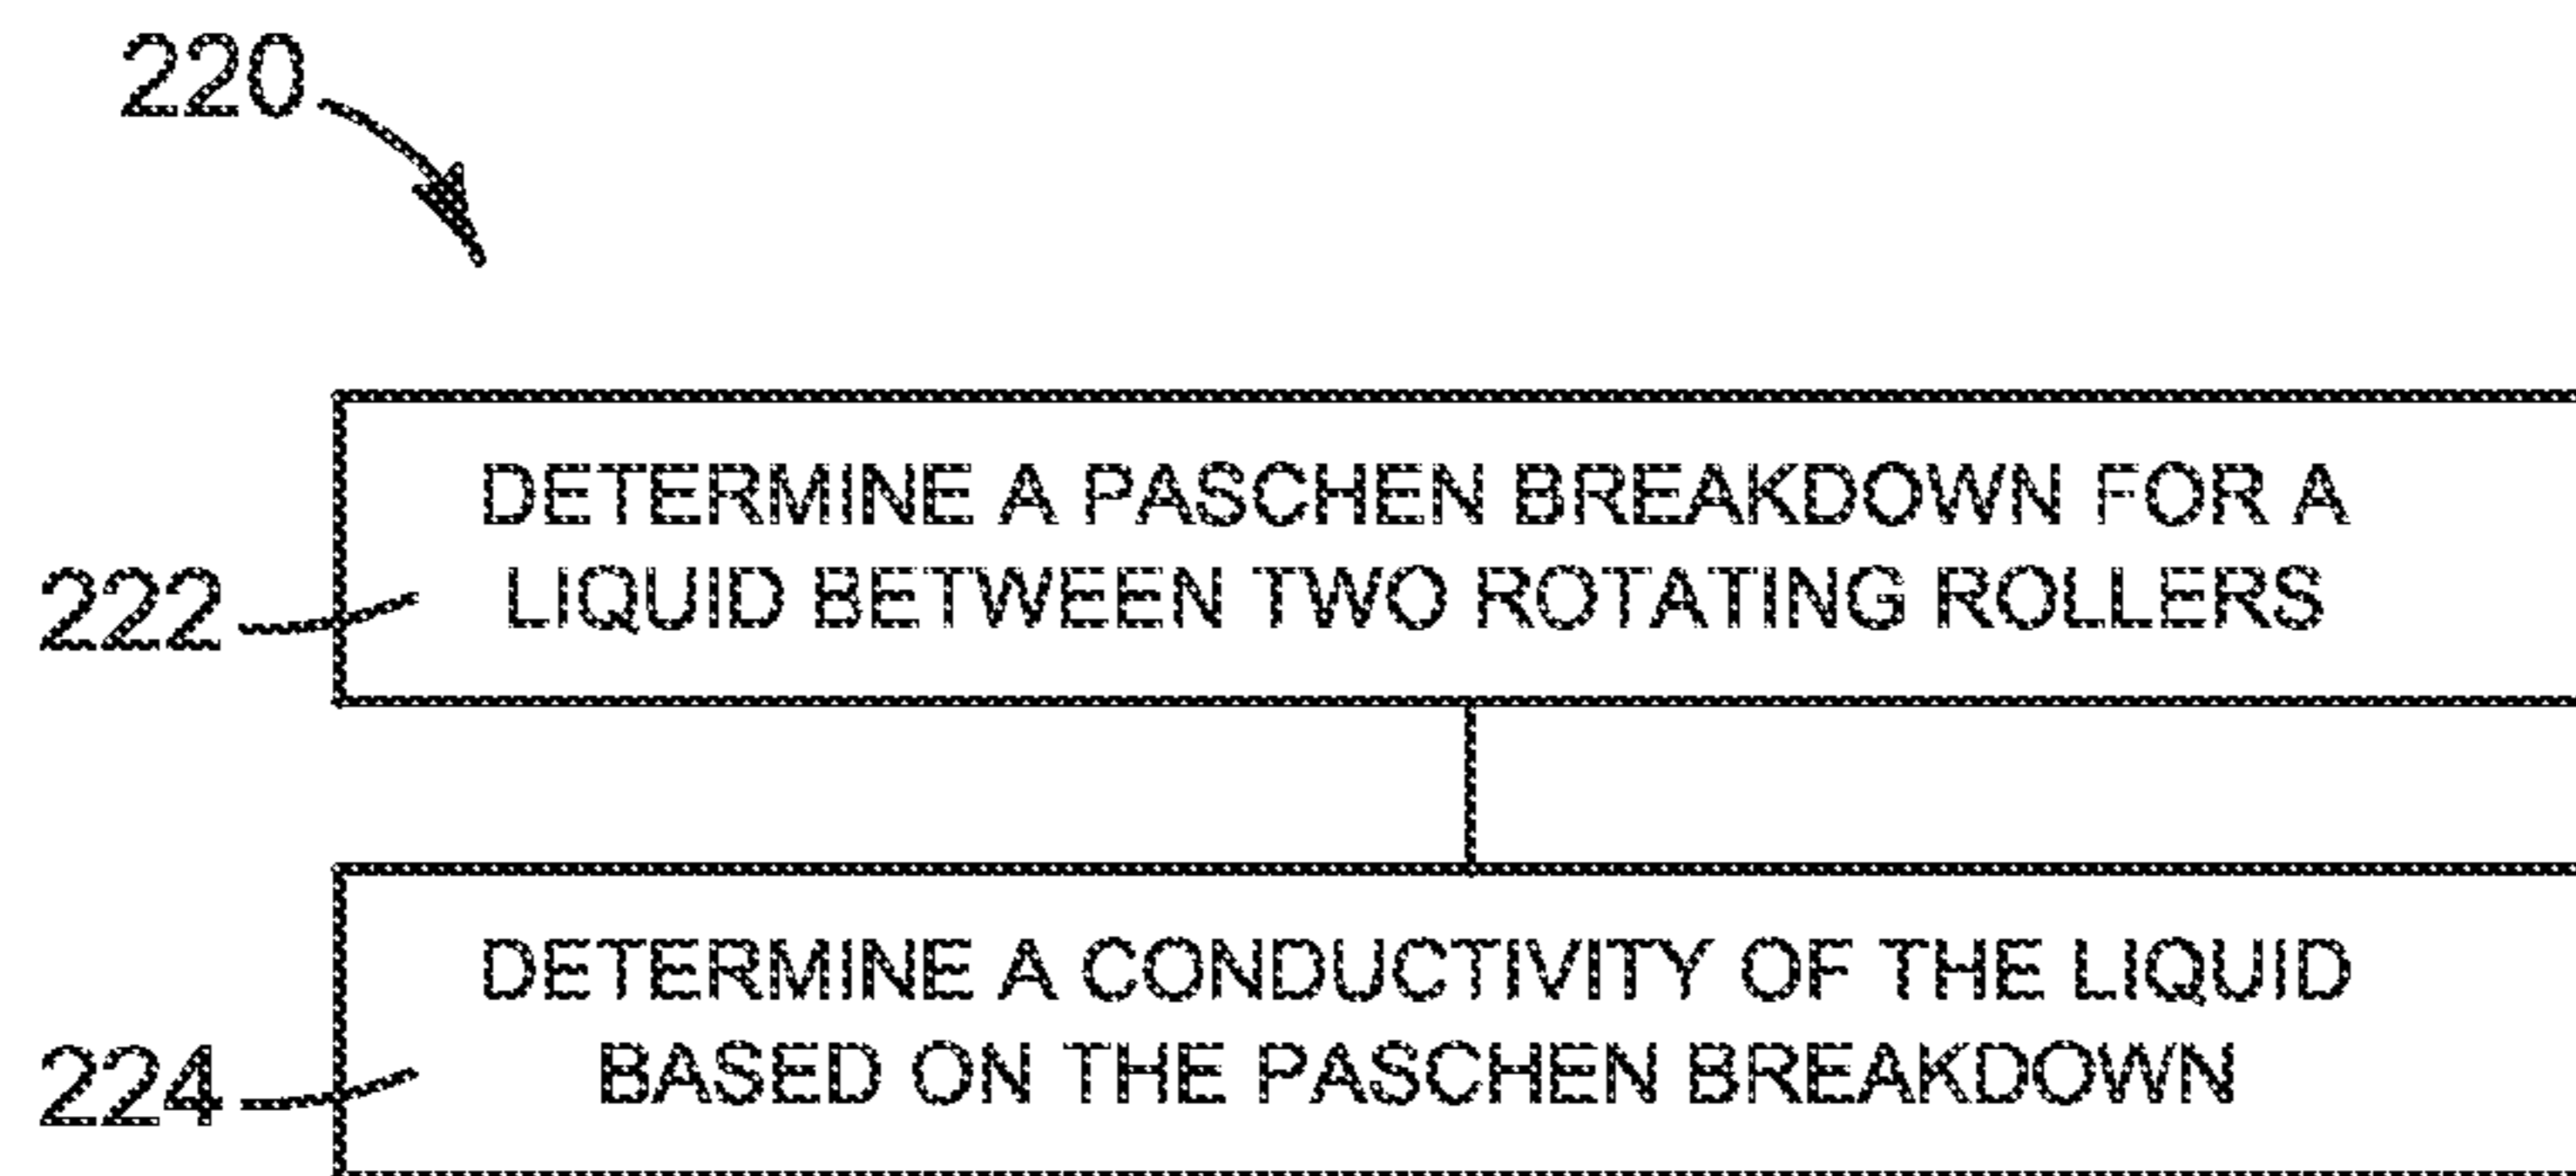 220
DETERMINE A PASCHEN BREAKDOWN FOR A
LIQUID BETWEEN TWO ROTATING ROLLERS
222
DETERMINE A CONDUCTIVITY OF THE LIQUID
BASED ON THE PASCHEN BREAKDOWN
224